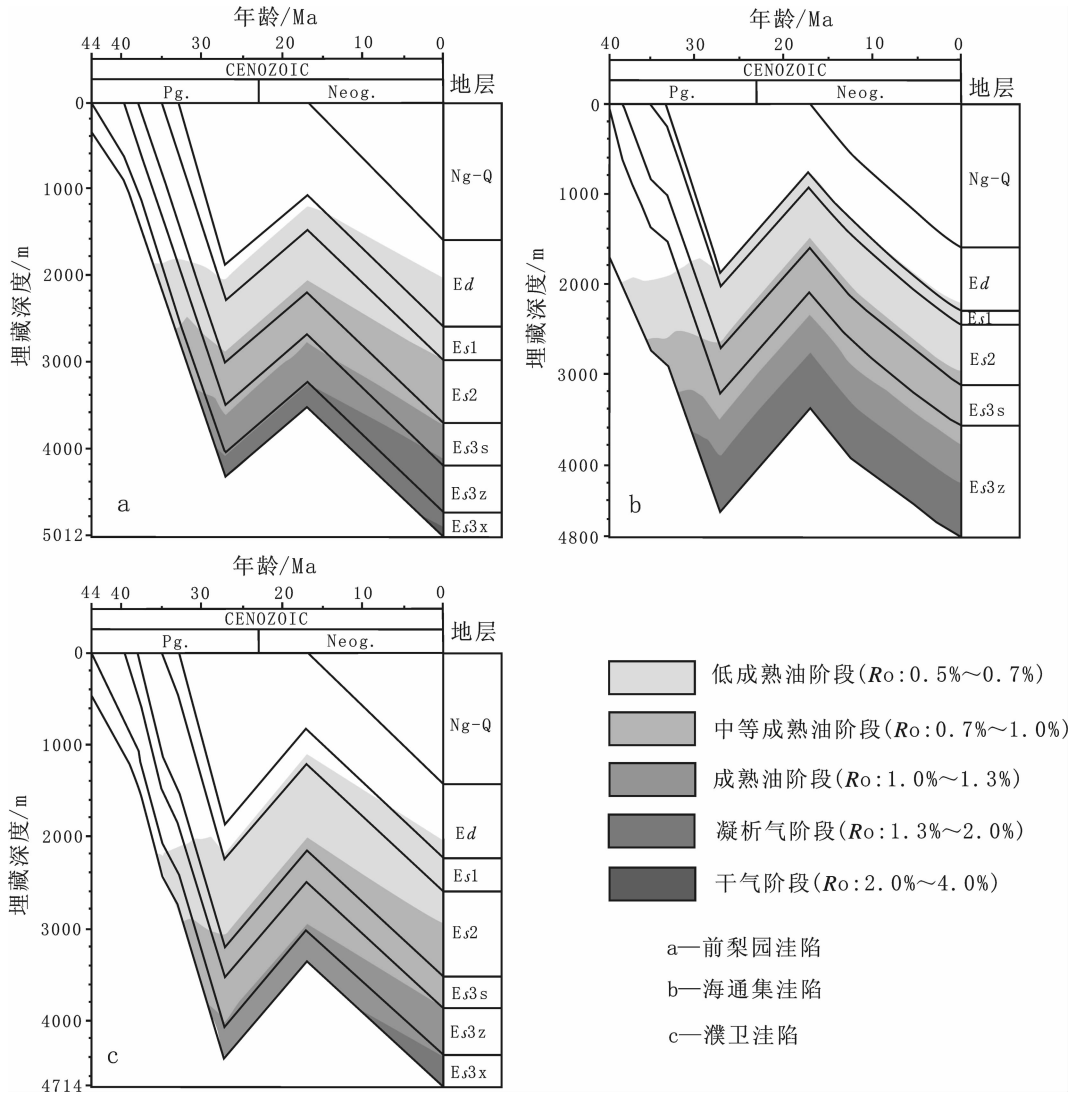 年龄/Ma
44 40 30 20 10 0
CENOZOIC
地层
Pg. Neog.
0
1000
2000
3000
4000
5012
埋藏深度/m
Ng-Q
Ed
Es1
Es2
Es3s
Es3z
Es3x
a
年龄/Ma
40 30 20 10 0
CENOZOIC
地层
Pg. Neog.
0
1000
2000
3000
4000
4800
埋藏深度/m
Ng-Q
Ed
Es1
Es2
Es3s
Es3z
b
年龄/Ma
44 40 30 20 10 0
CENOZOIC
地层
Pg. Neog.
0
1000
2000
3000
4000
4714
埋藏深度/m
Ng-Q
Ed
Es1
Es2
Es3s
Es3z
Es3x
c
低成熟油阶段(Ro:0.5%~0.7%)
中等成熟油阶段(Ro:0.7%~1.0%)
成熟油阶段(Ro:1.0%~1.3%)
凝析气阶段(Ro:1.3%~2.0%)
干气阶段(Ro:2.0%~4.0%)
a—前梨园洼陷
b—海通集洼陷
c—濮卫洼陷